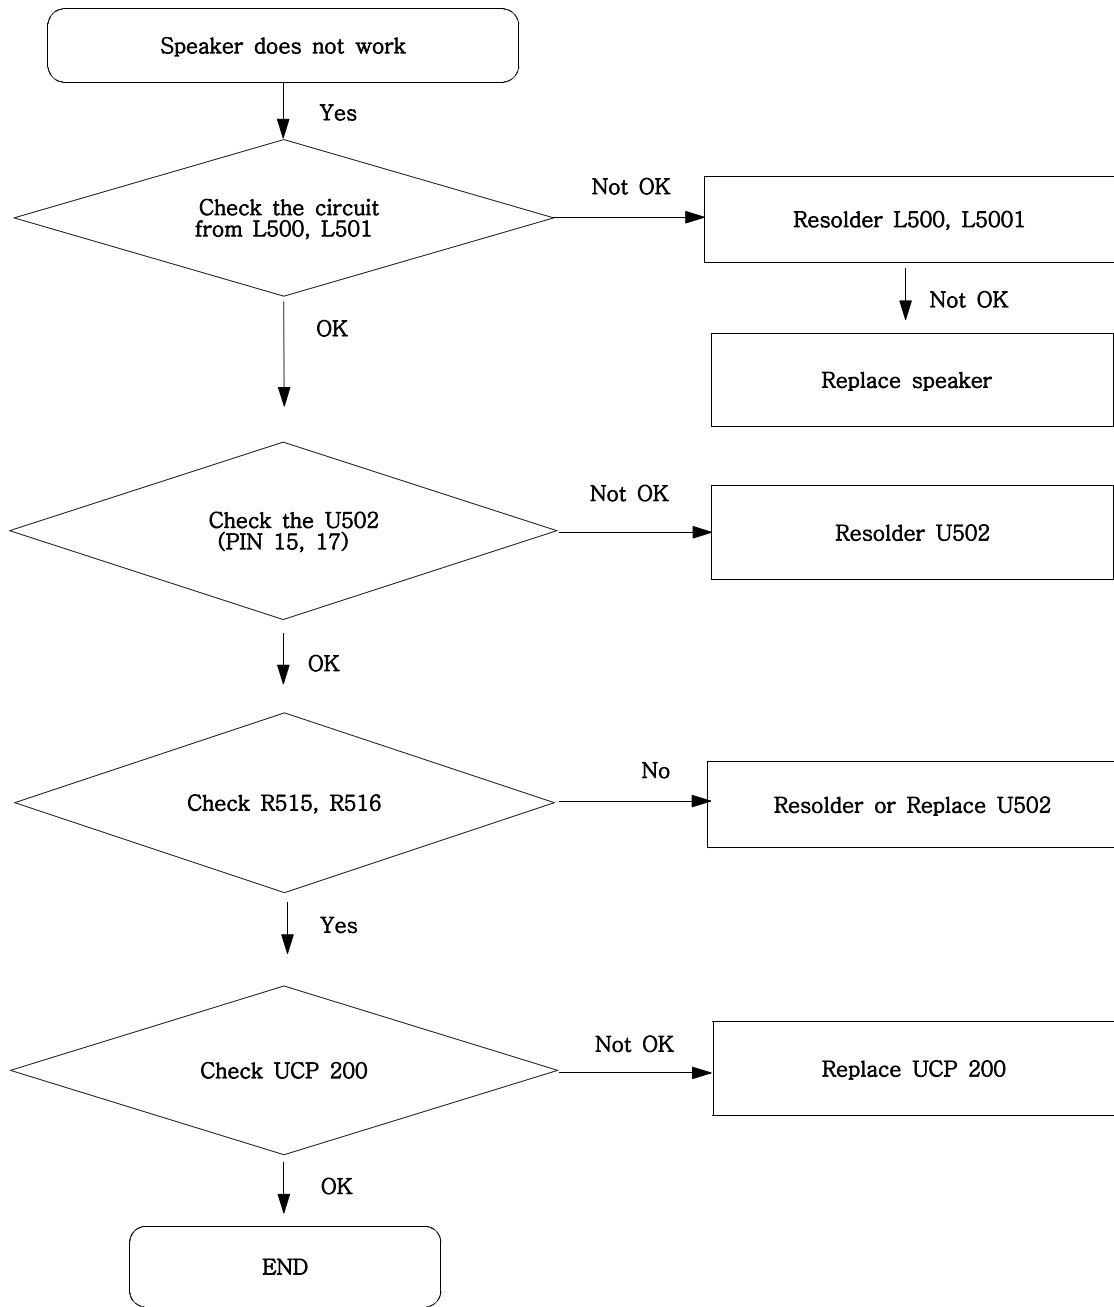 Speaker does not work
Yes
Check the circuit
from L500, L501
Not OK
Resolder L500, L5001
Not OK
Replace speaker
OK
Check the U502
(PIN 15, 17)
Not OK
Resolder U502
OK
Check R515, R516
No
Resolder or Replace U502
Yes
Check UCP 200
Not OK
Replace UCP 200
OK
END